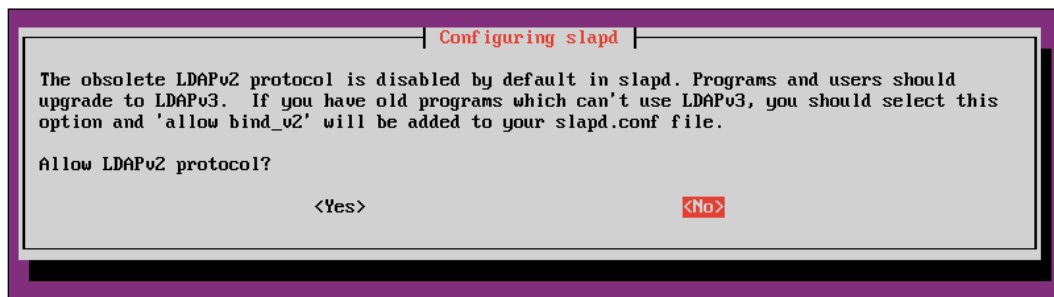 Configuring slapd
The obsolete LDAPv2 protocol is disabled by default in slapd. Programs and users should
upgrade to LDAPv3.  If you have old programs which can't use LDAPv3, you should select this
option and 'allow bind_v2' will be added to your slapd.conf file.
Allow LDAPv2 protocol?
<Yes> <No>